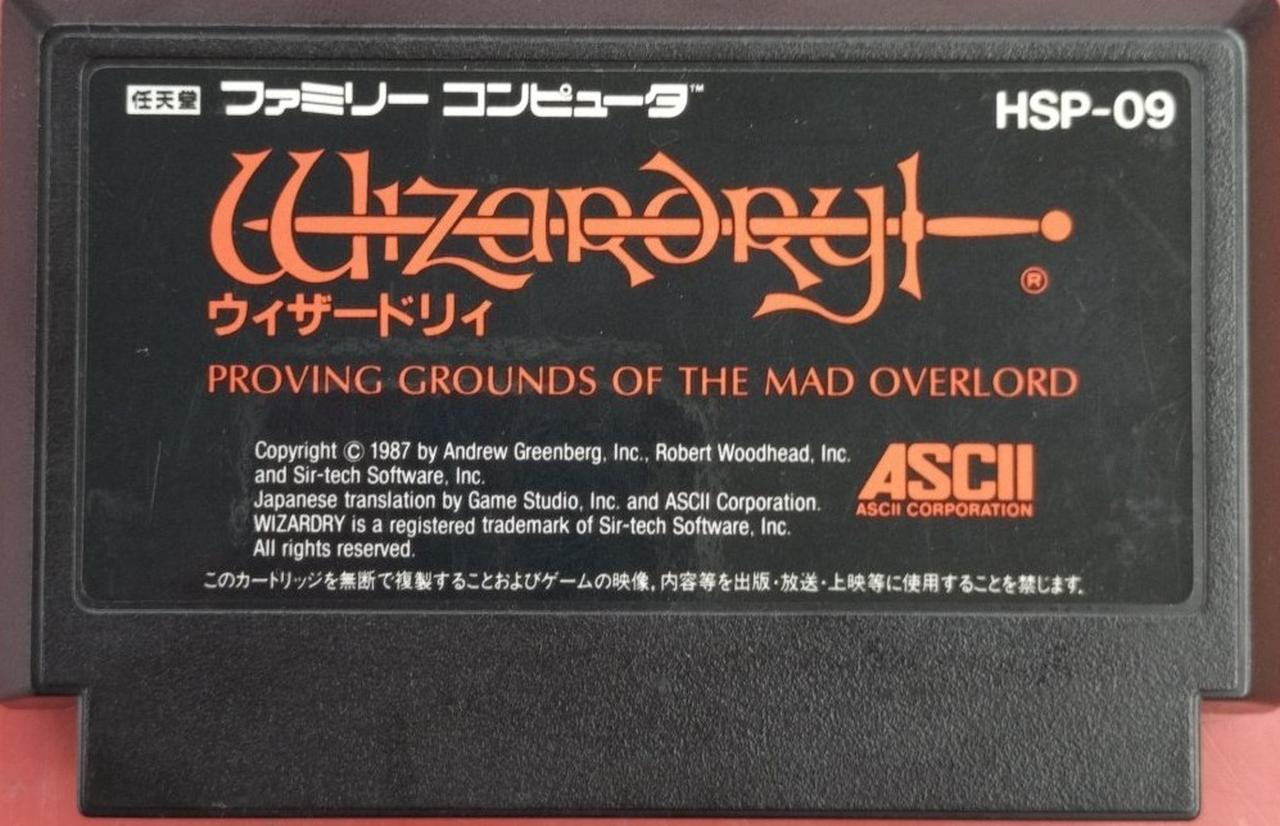 任天堂 ファミリー コンピュータ™ HSP-09
Wizardry ®
ウィザードリィ
PROVING GROUNDS OF THE MAD OVERLORD
Copyright © 1987 by Andrew Greenberg, Inc., Robert Woodhead, Inc.
and Sir-tech Software, Inc.
Japanese translation by Game Studio, Inc. and ASCII Corporation.
WIZARDRY is a registered trademark of Sir-tech Software, Inc.
All rights reserved.
ASCII
ASCII CORPORATION
このカートリッジを無断で複製することおよびゲームの映像,内容等を出版・放送・上映等に使用することを禁じます。